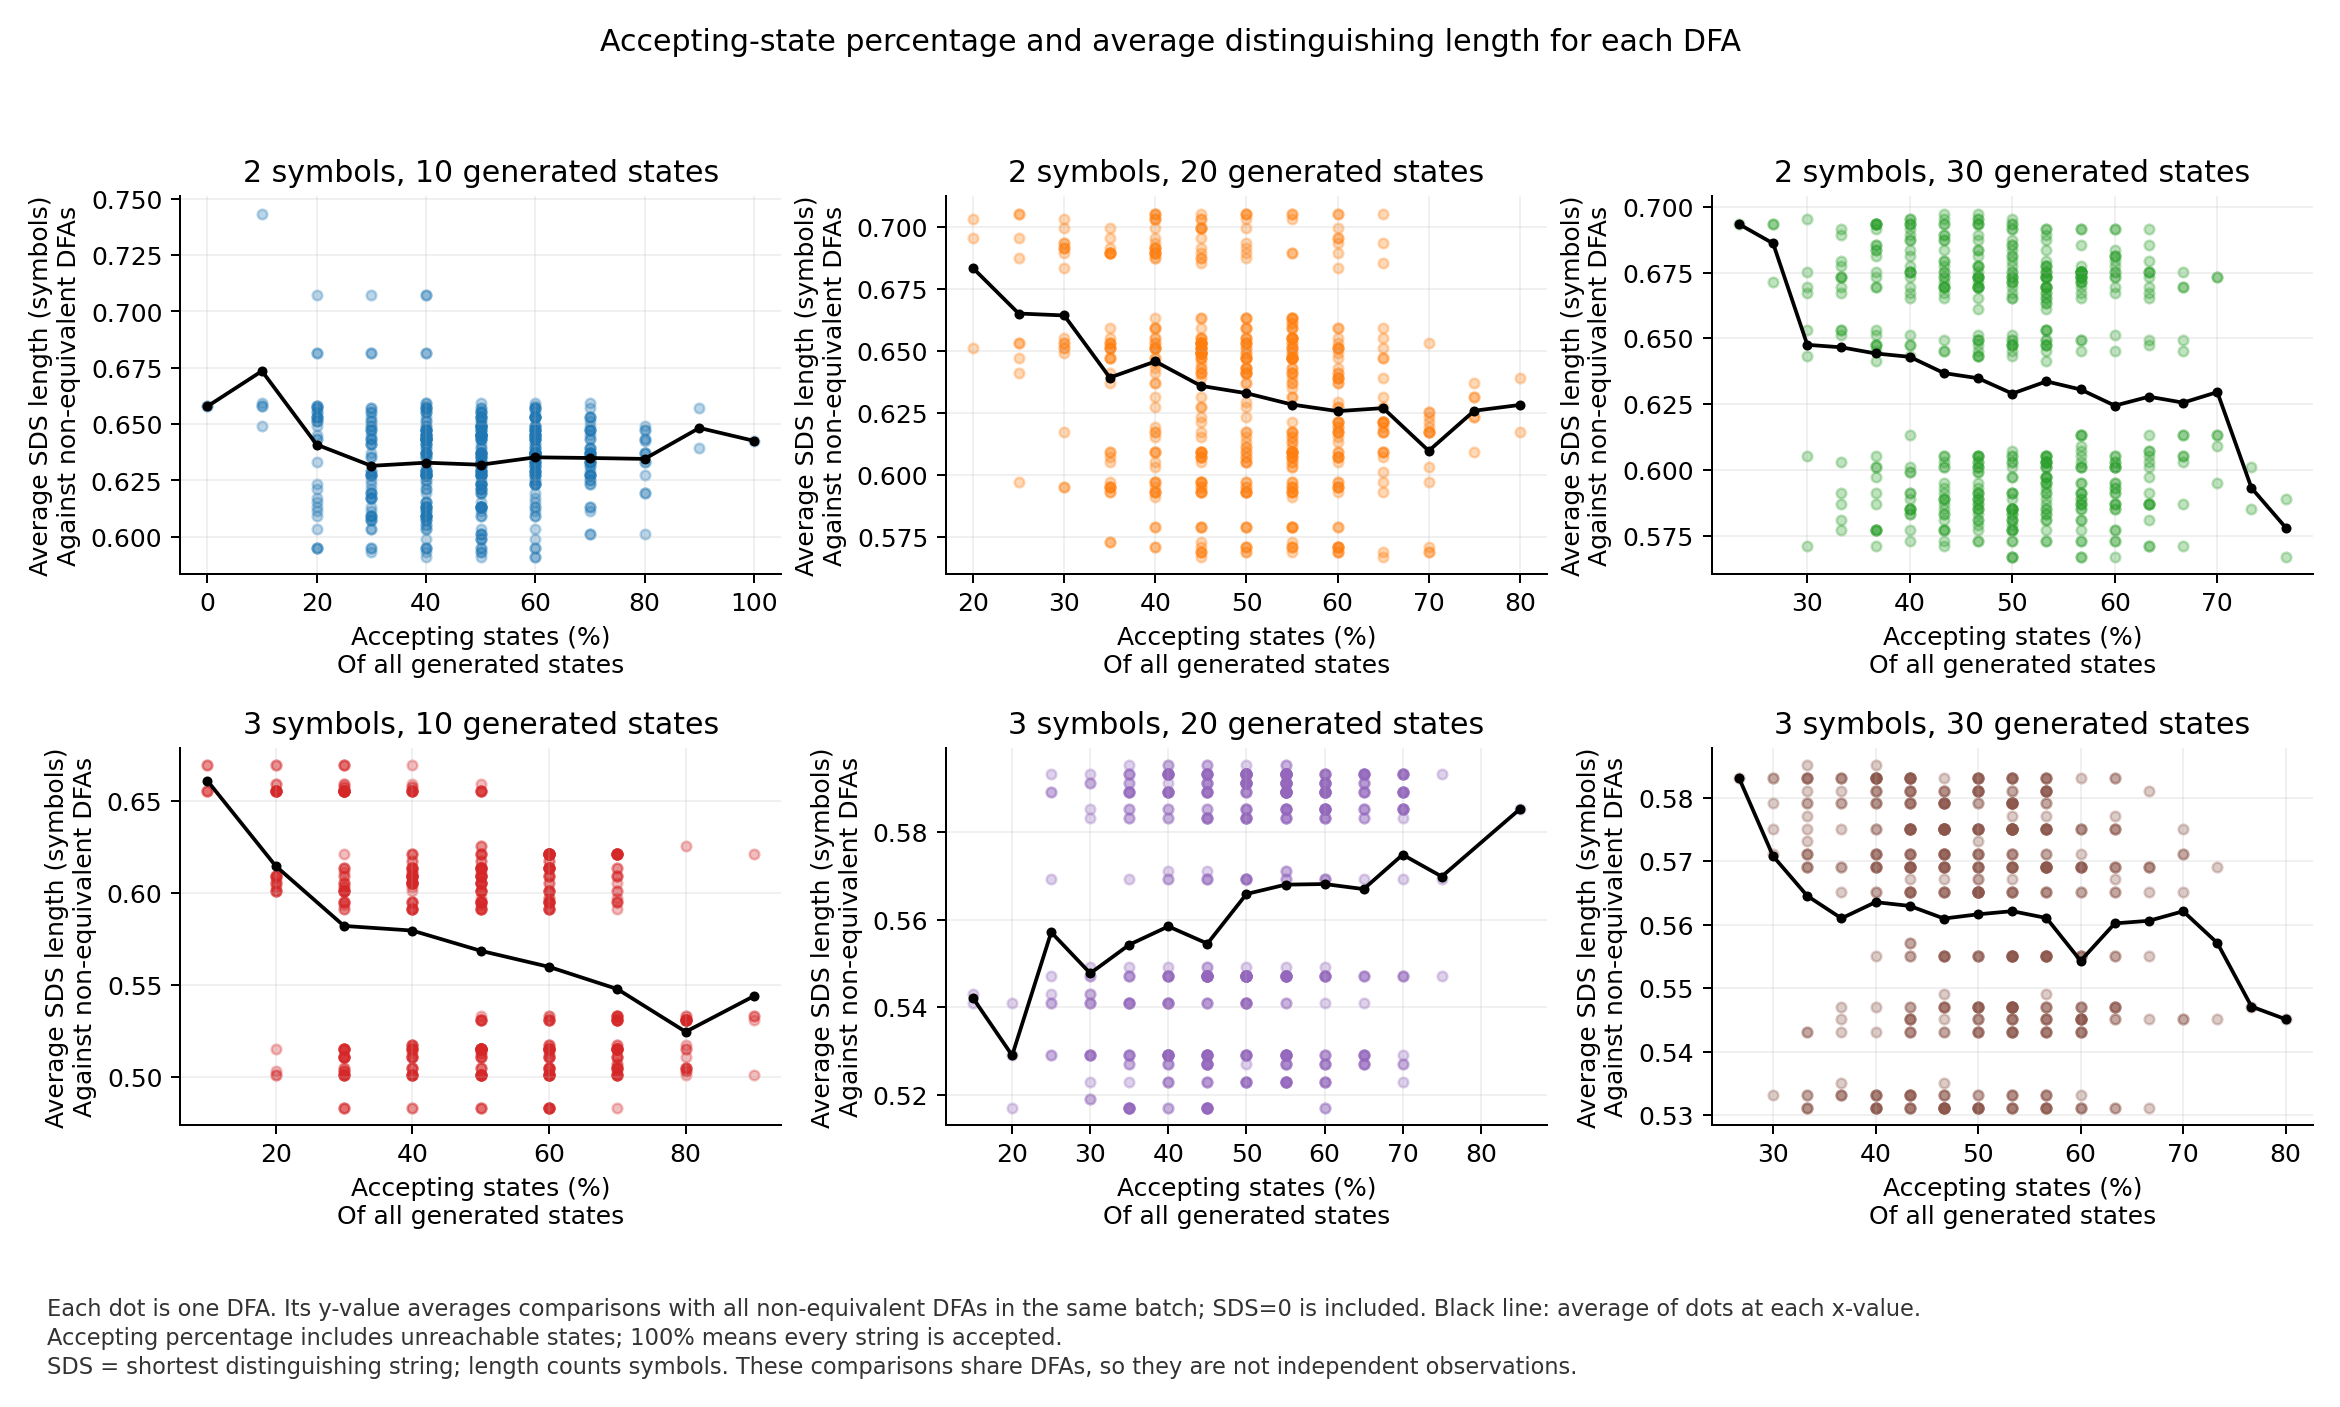 Accepting-state percentage and average distinguishing length for each DFA
2 symbols, 10 generated states
Average SDS length (symbols)
Against non-equivalent DFAs
0.750
0.725
0.700
0.675
0.650
0.625
0.600
0 20 40 60 80 100
Accepting states (%)
Of all generated states
2 symbols, 20 generated states
Average SDS length (symbols)
Against non-equivalent DFAs
0.700
0.675
0.650
0.625
0.600
0.575
20 30 40 50 60 70 80
Accepting states (%)
Of all generated states
2 symbols, 30 generated states
Average SDS length (symbols)
Against non-equivalent DFAs
0.700
0.675
0.650
0.625
0.600
0.575
30 40 50 60 70
Accepting states (%)
Of all generated states
3 symbols, 10 generated states
Average SDS length (symbols)
Against non-equivalent DFAs
0.65
0.60
0.55
0.50
20 40 60 80
Accepting states (%)
Of all generated states
3 symbols, 20 generated states
Average SDS length (symbols)
Against non-equivalent DFAs
0.58
0.56
0.54
0.52
20 30 40 50 60 70 80
Accepting states (%)
Of all generated states
3 symbols, 30 generated states
Average SDS length (symbols)
Against non-equivalent DFAs
0.58
0.57
0.56
0.55
0.54
0.53
30 40 50 60 70 80
Accepting states (%)
Of all generated states
Each dot is one DFA. Its y-value averages comparisons with all non-equivalent DFAs in the same batch; SDS=0 is included. Black line: average of dots at each x-value.
Accepting percentage includes unreachable states; 100% means every string is accepted.
SDS = shortest distinguishing string; length counts symbols. These comparisons share DFAs, so they are not independent observations.